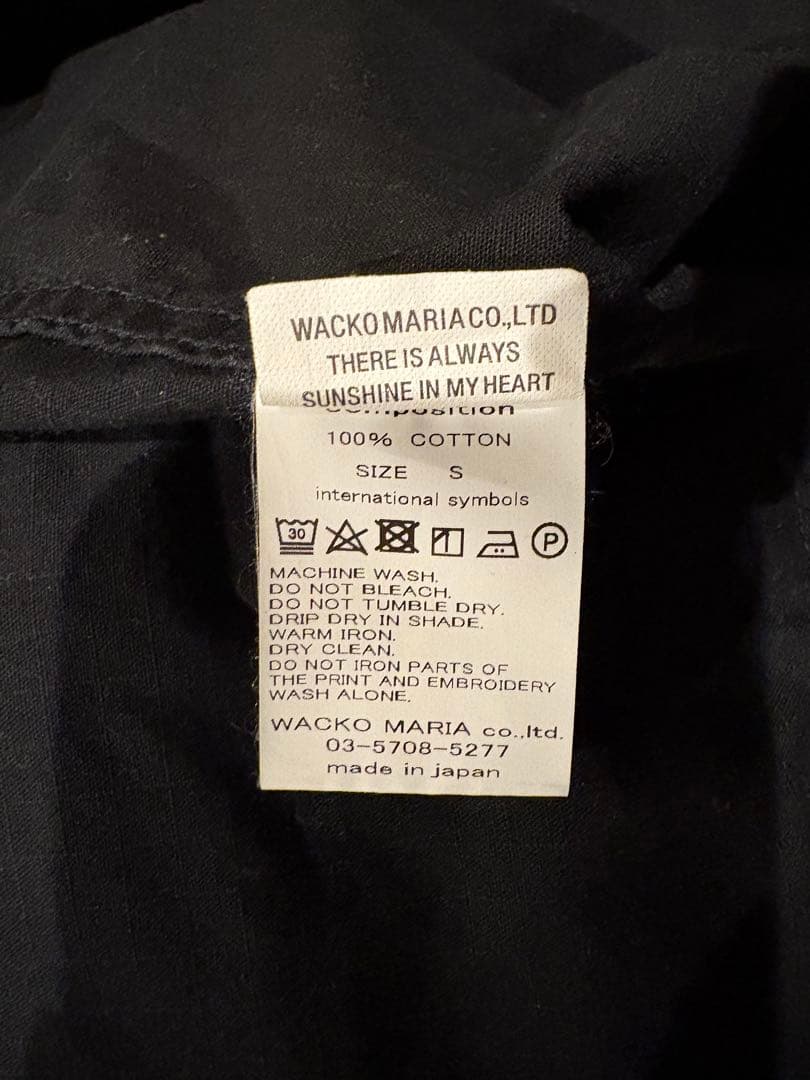 WACKO MARIA CO.,LTD
THERE IS ALWAYS
SUNSHINE IN MY HEART
composition
100% COTTON
SIZE S
international symbols
30
P
MACHINE WASH.
DO NOT BLEACH.
DO NOT TUMBLE DRY.
DRIP DRY IN SHADE.
WARM IRON.
DRY CLEAN.
DO NOT IRON PARTS OF
THE PRINT AND EMBROIDERY
WASH ALONE.
WACKO MARIA co.,ltd.
03-5708-5277
made in japan